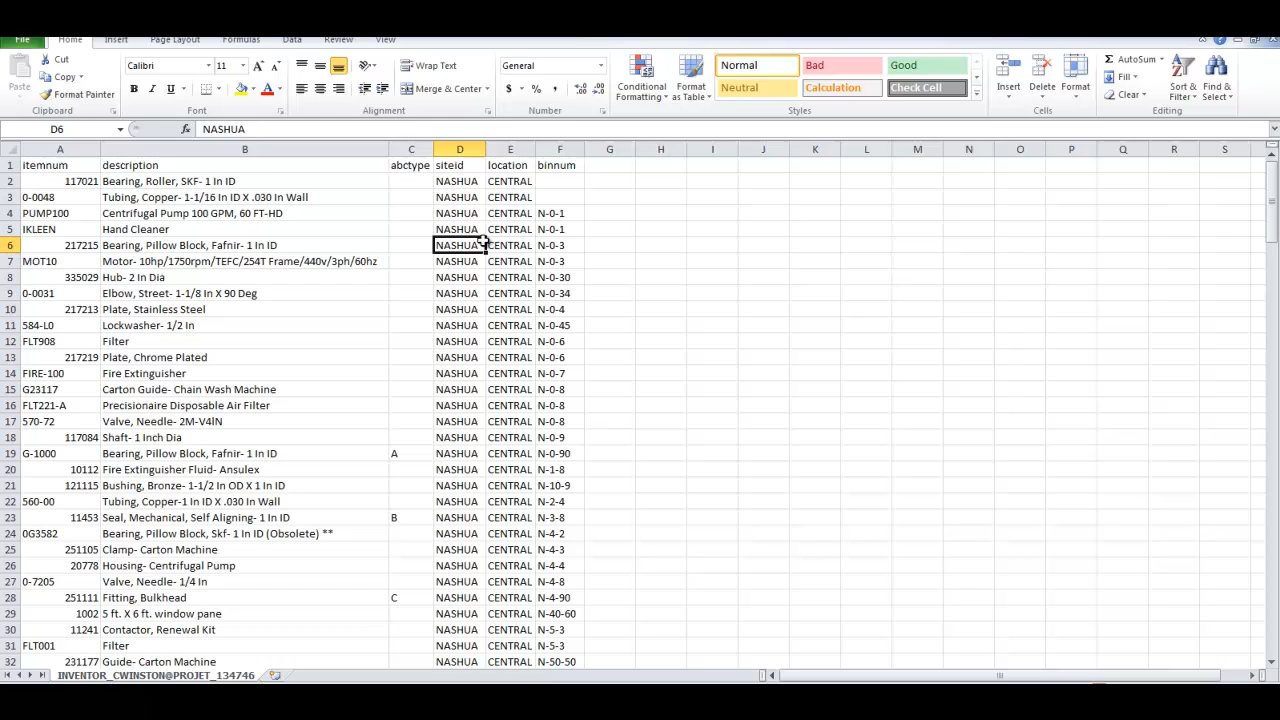 File Home Insert Page Layout Formulas Data Review View
Cut
Copy
Paste
Format Painter
Clipboard
Calibri 11
B I U
Font
Wrap Text
Merge & Center
Alignment
General
$ % ,
Number
Conditional Formatting
Format as Table
Normal Bad Good
Neutral Calculation Check Cell
Styles
Insert Delete Format
Cells
Σ AutoSum
Fill
Clear
Sort & Filter
Find & Select
Editing
D6 fx NASHUA
A B C D E F G H I J K L M N O P Q R S
1 itemnum description abctype siteid location binnum
2 117021 Bearing, Roller, SKF- 1 In ID NASHUA CENTRAL
3 0-0048 Tubing, Copper- 1-1/16 In ID X .030 In Wall NASHUA CENTRAL
4 PUMP100 Centrifugal Pump 100 GPM, 60 FT-HD NASHUA CENTRAL N-0-1
5 IKLEEN Hand Cleaner NASHUA CENTRAL N-0-1
6 217215 Bearing, Pillow Block, Fafnir- 1 In ID NASHUA CENTRAL N-0-3
7 MOT10 Motor- 10hp/1750rpm/TEFC/254T Frame/440v/3ph/60hz NASHUA CENTRAL N-0-3
8 335029 Hub- 2 In Dia NASHUA CENTRAL N-0-30
9 0-0031 Elbow, Street- 1-1/8 In X 90 Deg NASHUA CENTRAL N-0-34
10 217213 Plate, Stainless Steel NASHUA CENTRAL N-0-4
11 584-L0 Lockwasher- 1/2 In NASHUA CENTRAL N-0-45
12 FLT908 Filter NASHUA CENTRAL N-0-6
13 217219 Plate, Chrome Plated NASHUA CENTRAL N-0-6
14 FIRE-100 Fire Extinguisher NASHUA CENTRAL N-0-7
15 G23117 Carton Guide- Chain Wash Machine NASHUA CENTRAL N-0-8
16 FLT221-A Precisionaire Disposable Air Filter NASHUA CENTRAL N-0-8
17 570-72 Valve, Needle- 2M-V4lN NASHUA CENTRAL N-0-8
18 117084 Shaft- 1 Inch Dia NASHUA CENTRAL N-0-9
19 G-1000 Bearing, Pillow Block, Fafnir- 1 In ID A NASHUA CENTRAL N-0-90
20 10112 Fire Extinguisher Fluid- Ansulex NASHUA CENTRAL N-1-8
21 121115 Bushing, Bronze- 1-1/2 In OD X 1 In ID NASHUA CENTRAL N-10-9
22 560-00 Tubing, Copper-1 In ID X .030 In Wall NASHUA CENTRAL N-2-4
23 11453 Seal, Mechanical, Self Aligning- 1 In ID B NASHUA CENTRAL N-3-8
24 0G3582 Bearing, Pillow Block, Skf- 1 In ID (Obsolete) ** NASHUA CENTRAL N-4-2
25 251105 Clamp- Carton Machine NASHUA CENTRAL N-4-3
26 20778 Housing- Centrifugal Pump NASHUA CENTRAL N-4-4
27 0-7205 Valve, Needle- 1/4 In NASHUA CENTRAL N-4-8
28 251111 Fitting, Bulkhead C NASHUA CENTRAL N-4-90
29 1002 5 ft. X 6 ft. window pane NASHUA CENTRAL N-40-60
30 11241 Contactor, Renewal Kit NASHUA CENTRAL N-5-3
31 FLT001 Filter NASHUA CENTRAL N-5-3
32 231177 Guide- Carton Machine NASHUA CENTRAL N-50-50
INVENTOR_CWINSTON@PROJET_134746